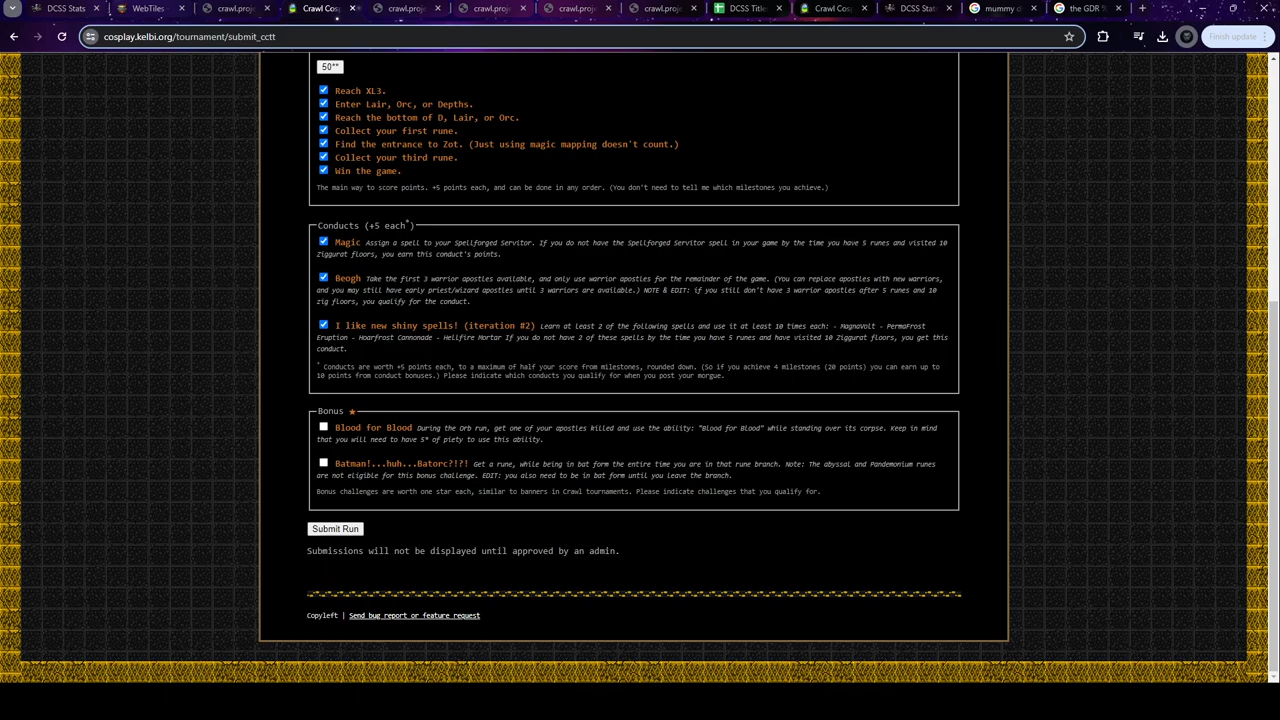 DCSS Stats
WebTiles
crawl.proje
Crawl Cosp
crawl.proje
crawl.proje
crawl.proje
crawl.proje
DCSS Title
Crawl Cos
DCSS Stat
mummy d
the GDR
cosplay.kelbi.org/tournament/submit_cctt
Finish update
50**
Reach XL3.
Enter Lair, Orc, or Depths.
Reach the bottom of D, Lair, or Orc.
Collect your first rune.
Find the entrance to Zot. (Just using magic mapping doesn't count.)
Collect your third rune.
Win the game.
The main way to score points. +5 points each, and can be done in any order. (You don't need to tell me which milestones you achieve.)
Conducts (+5 each*)
Magic Assign a spell to your Spellforged Servitor. If you do not have the Spellforged Servitor spell in your game by the time you have 5 runes and visited 10
Ziggurat floors, you earn this conduct's points.
Beogh Take the first 3 warrior apostles available, and only use warrior apostles for the remainder of the game. (You can replace apostles with new warriors,
and you may still have early priest/wizard apostles until 3 warriors are available.) NOTE & EDIT: if you still don't have 3 warrior apostles after 5 runes and 10
zig floors, you qualify for the conduct.
I like new shiny spells! (iteration #2) Learn at least 2 of the following spells and use it at least 10 times each: - MagnaVolt - PermaFrost
Eruption - Hoarfrost Cannonade - Hellfire Mortar If you do not have 2 of these spells by the time you have 5 runes and have visited 10 Ziggurat floors, you get this
conduct.
* Conducts are worth +5 points each, to a maximum of half your score from milestones, rounded down. (So if you achieve 4 milestones (20 points) you can earn up to
10 points from conduct bonuses.) Please indicate which conducts you qualify for when you post your morgue.
Bonus ★
Blood for Blood During the Orb run, get one of your apostles killed and use the ability: "Blood for Blood" while standing over its corpse. Keep in mind
that you will need to have 5* of piety to use this ability.
Batman!...huh...Batorc?!?! Get a rune, while being in bat form the entire time you are in that rune branch. Note: The abyssal and Pandemonium runes
are not eligible for this bonus challenge. EDIT: you also need to be in bat form until you leave the branch.
Bonus challenges are worth one star each, similar to banners in Crawl tournaments. Please indicate challenges that you qualify for.
Submit Run
Submissions will not be displayed until approved by an admin.
Copyleft | Send bug report or feature request